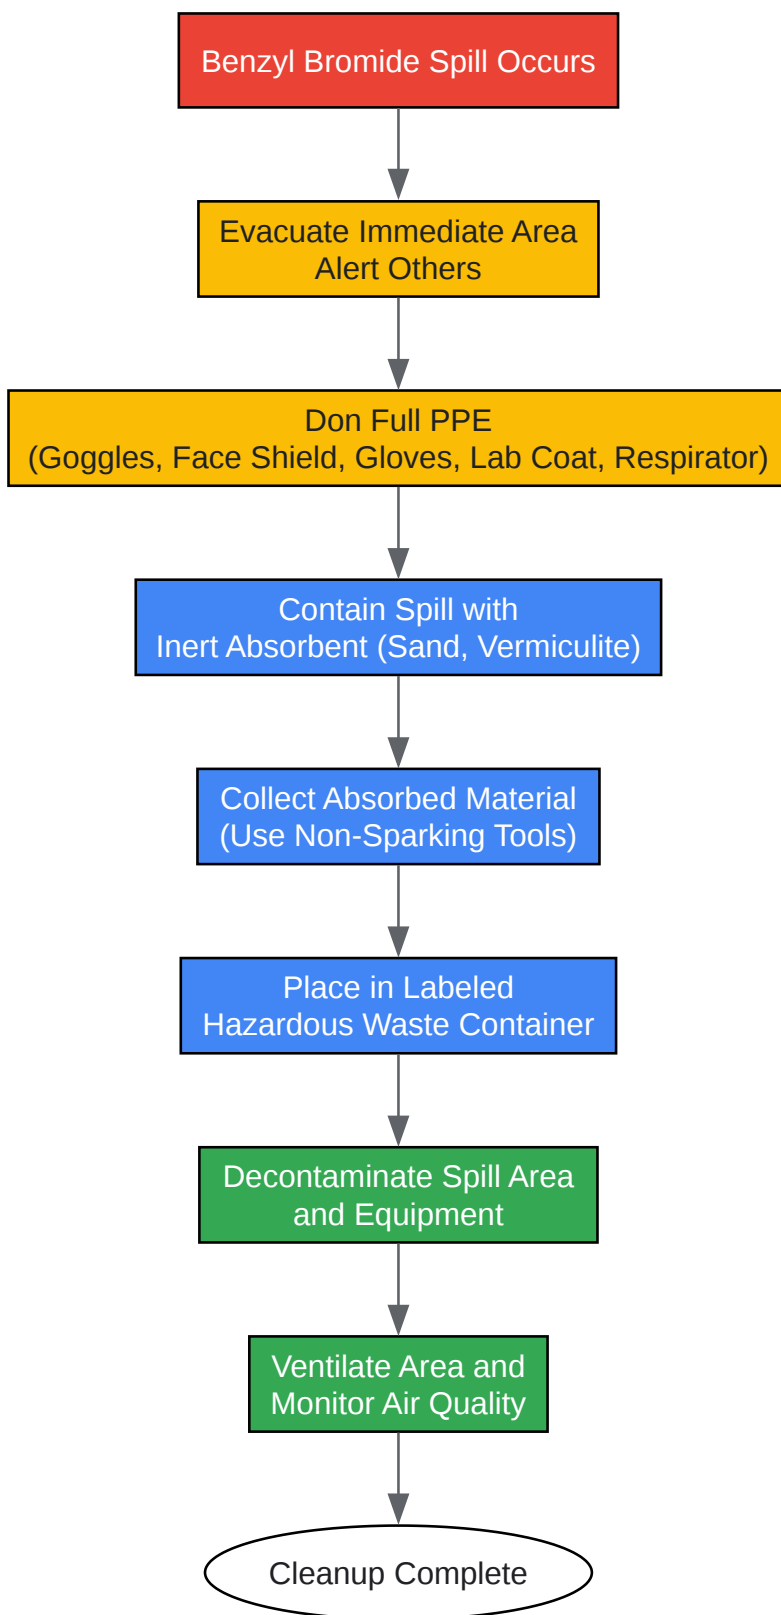 Benzyl Bromide Spill Occurs
Evacuate Immediate Area
Alert Others
Don Full PPE
(Goggles, Face Shield, Gloves, Lab Coat, Respirator)
Contain Spill with
Inert Absorbent (Sand, Vermiculite)
Collect Absorbed Material
(Use Non-Sparking Tools)
Place in Labeled
Hazardous Waste Container
Decontaminate Spill Area
and Equipment
Ventilate Area and
Monitor Air Quality
Cleanup Complete